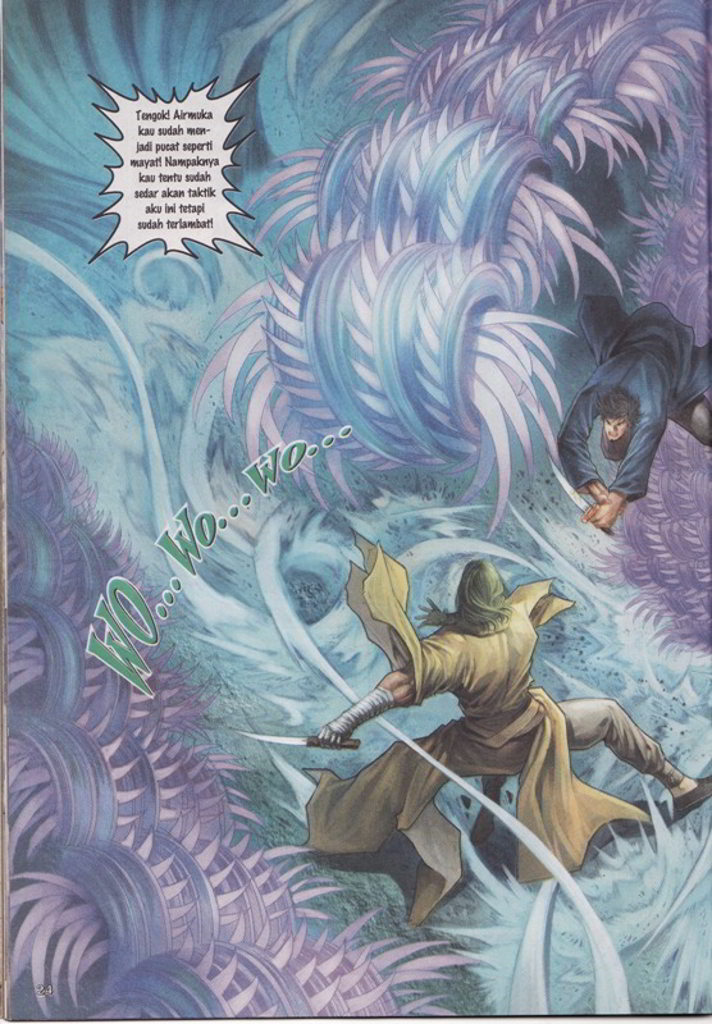 Tengok! Airmuka
kau sudah men-
jadi pucat seperti
mayat! Nampaknya
kau tentu sudah
sedar akan taktik
aku ini tetapi
sudah terlambat!
WO... WO... WO...
24